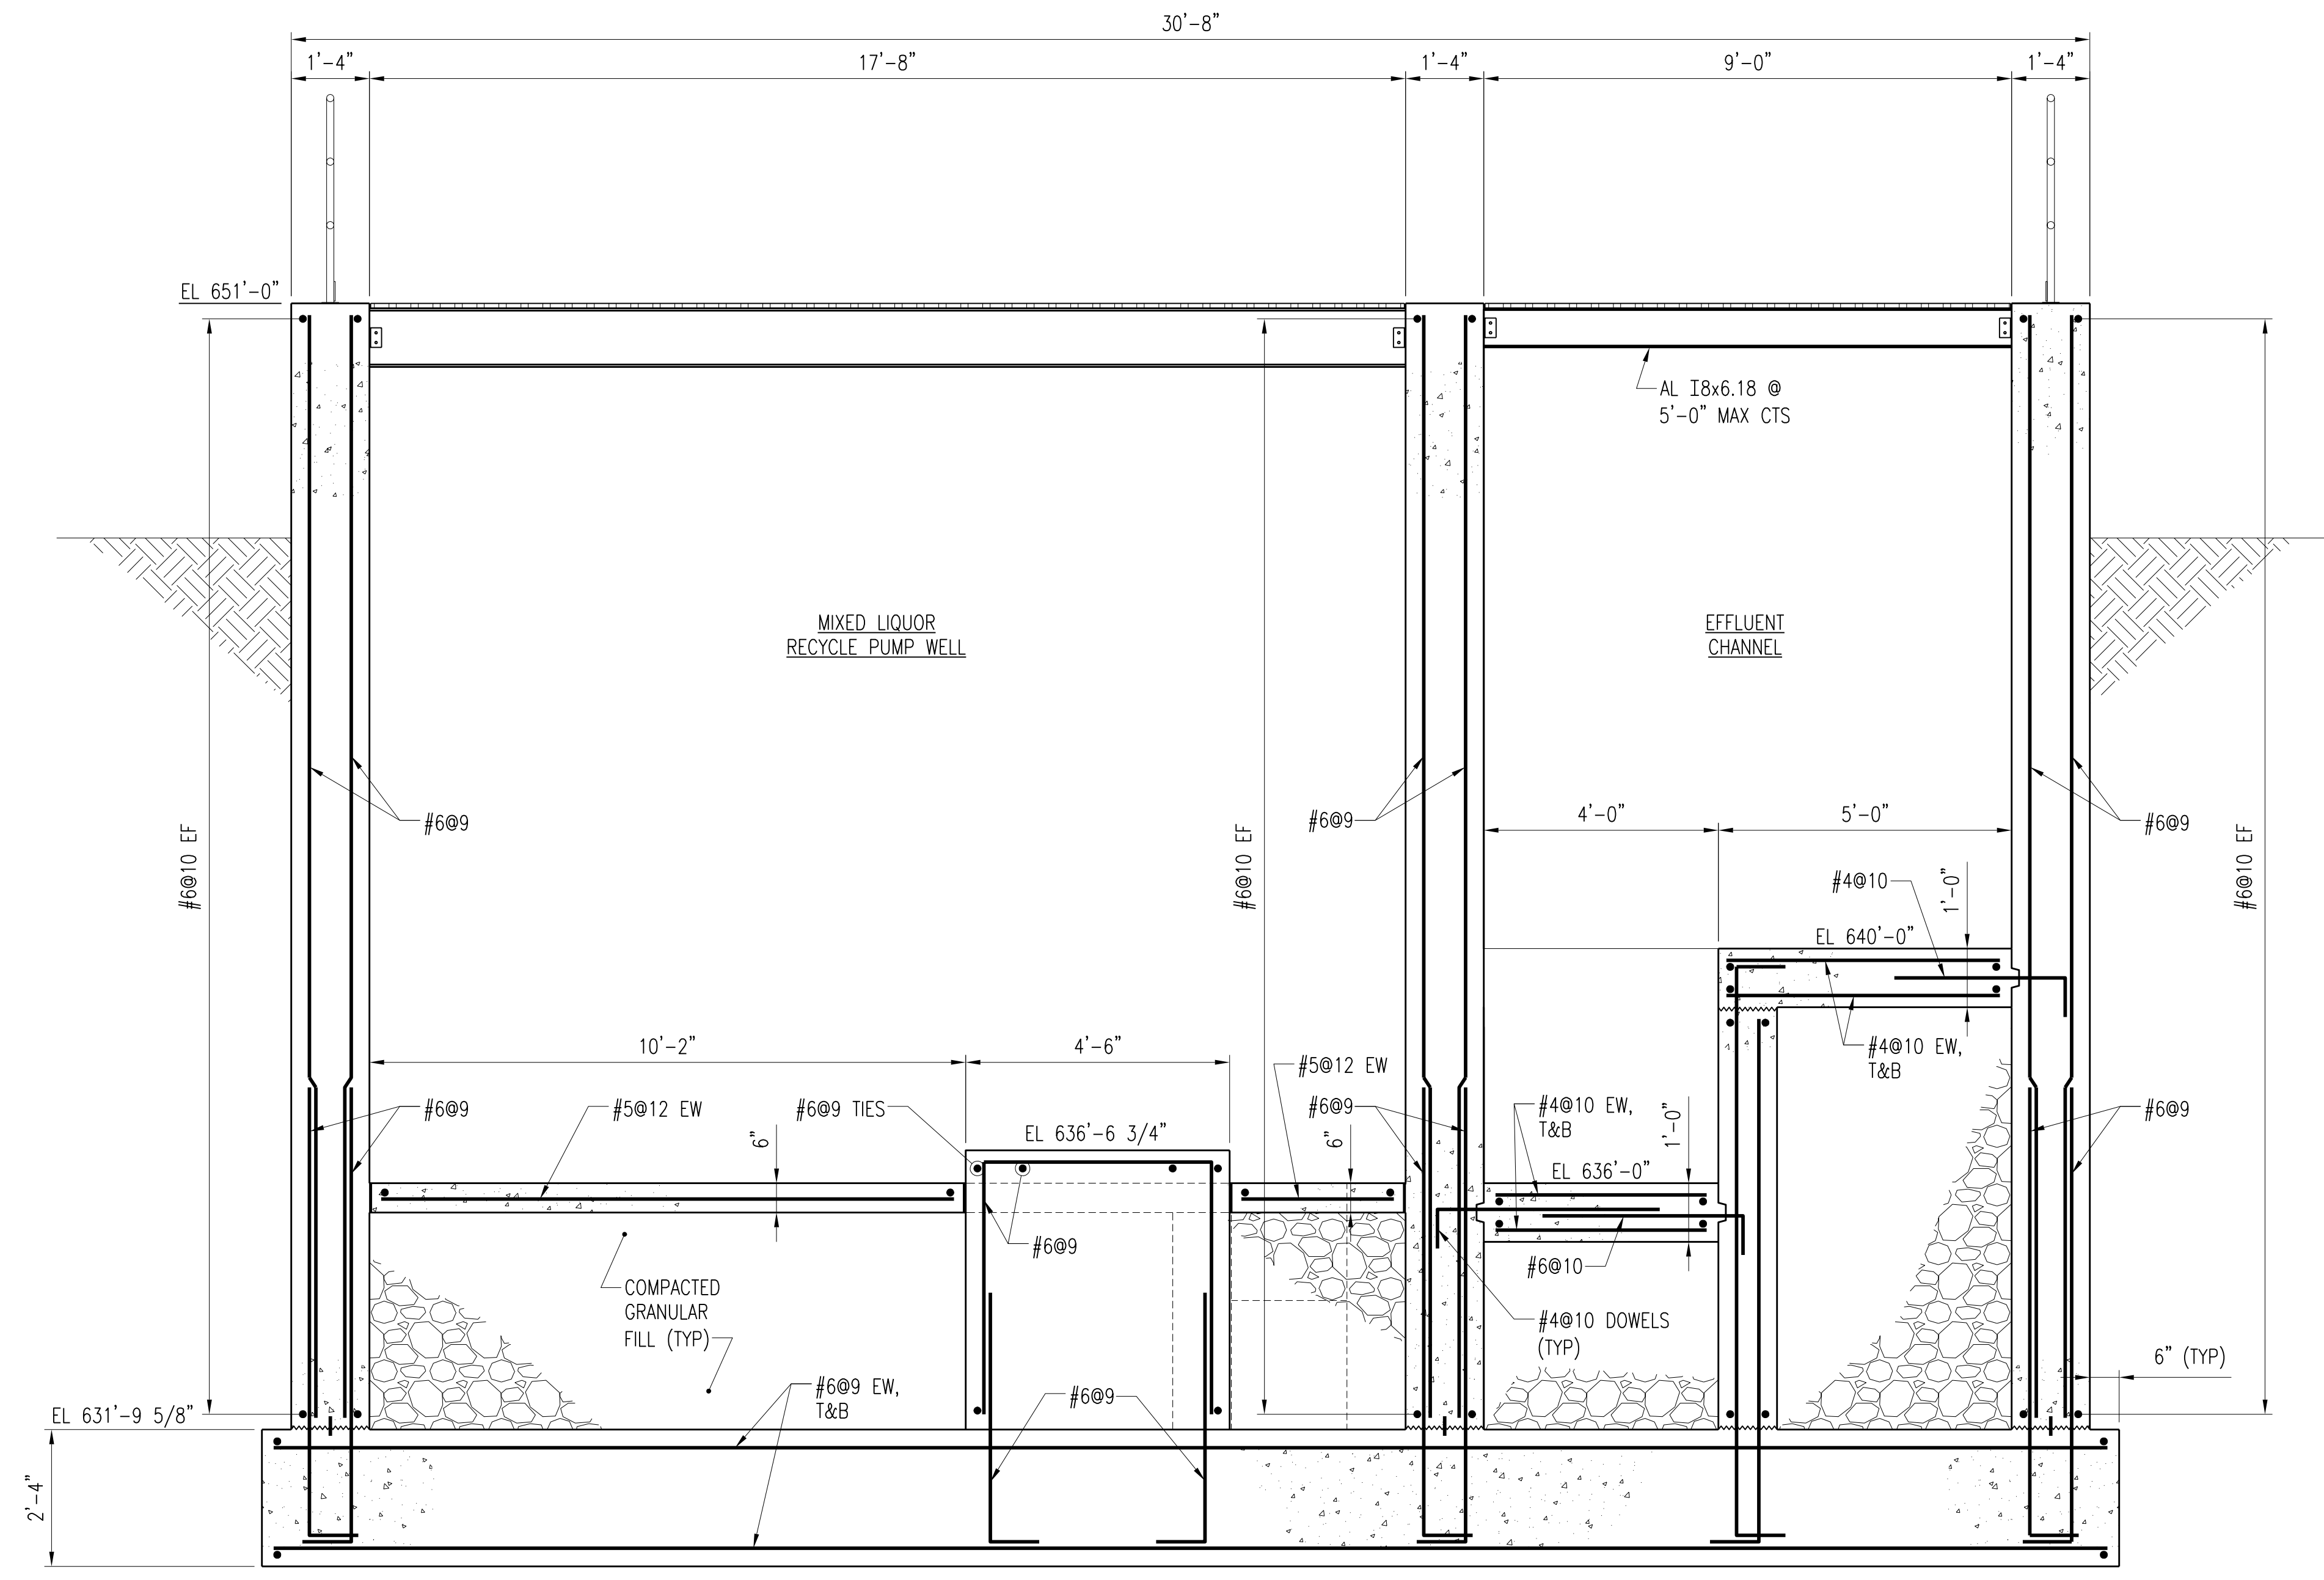 30'-8"
1'-4"
17'-8"
1'-4"
9'-0"
1'-4"
EL 651'-0"
AL I8x6.18 @
5'-0" MAX CTS
MIXED LIQUOR
RECYCLE PUMP WELL
EFFLUENT
CHANNEL
#6@10 EF
#6@9
#6@10 EF
#6@9
4'-0"
5'-0"
#6@9
#6@10 EF
#4@10
1'-0"
EL 640'-0"
10'-2"
4'-6"
#5@12 EW
#4@10 EW,
T&B
#6@9
#5@12 EW
#6@9 TIES
6"
EL 636'-6 3/4"
6"
#6@9
#4@10 EW,
T&B
1'-0"
#6@9
EL 636'-0"
#6@9
#6@10
COMPACTED
GRANULAR
FILL (TYP)
#4@10 DOWELS
(TYP)
6" (TYP)
#6@9 EW,
T&B
#6@9
EL 631'-9 5/8"
2'-4"